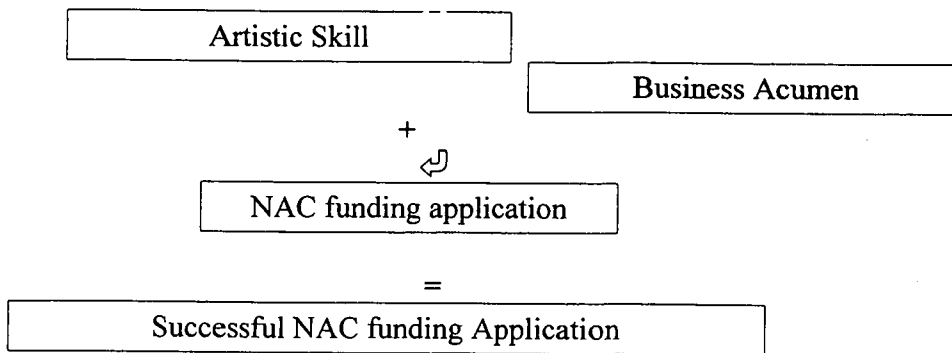 Artistic Skill
Business Acumen
+
NAC funding application
=
Successful NAC funding Application